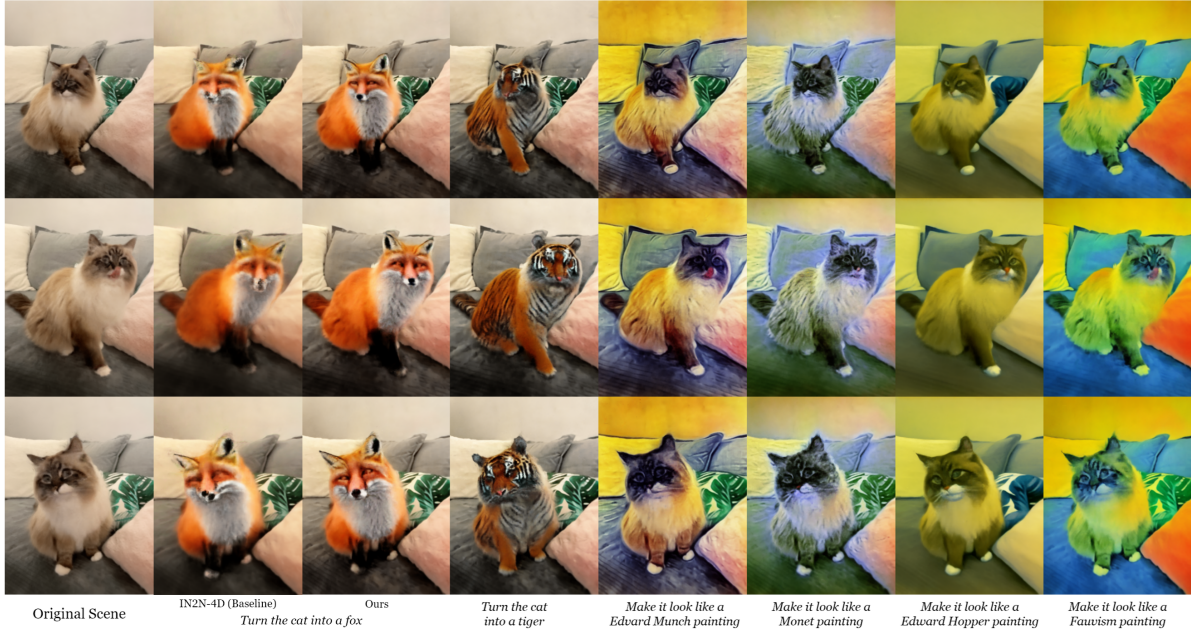 Original Scene
IN2N-4D (Baseline)
Ours
Turn the cat into a fox
Turn the cat
into a tiger
Make it look like a
Edvard Munch painting
Make it look like a
Monet painting
Make it look like a
Edward Hopper painting
Make it look like a
Fauvism painting